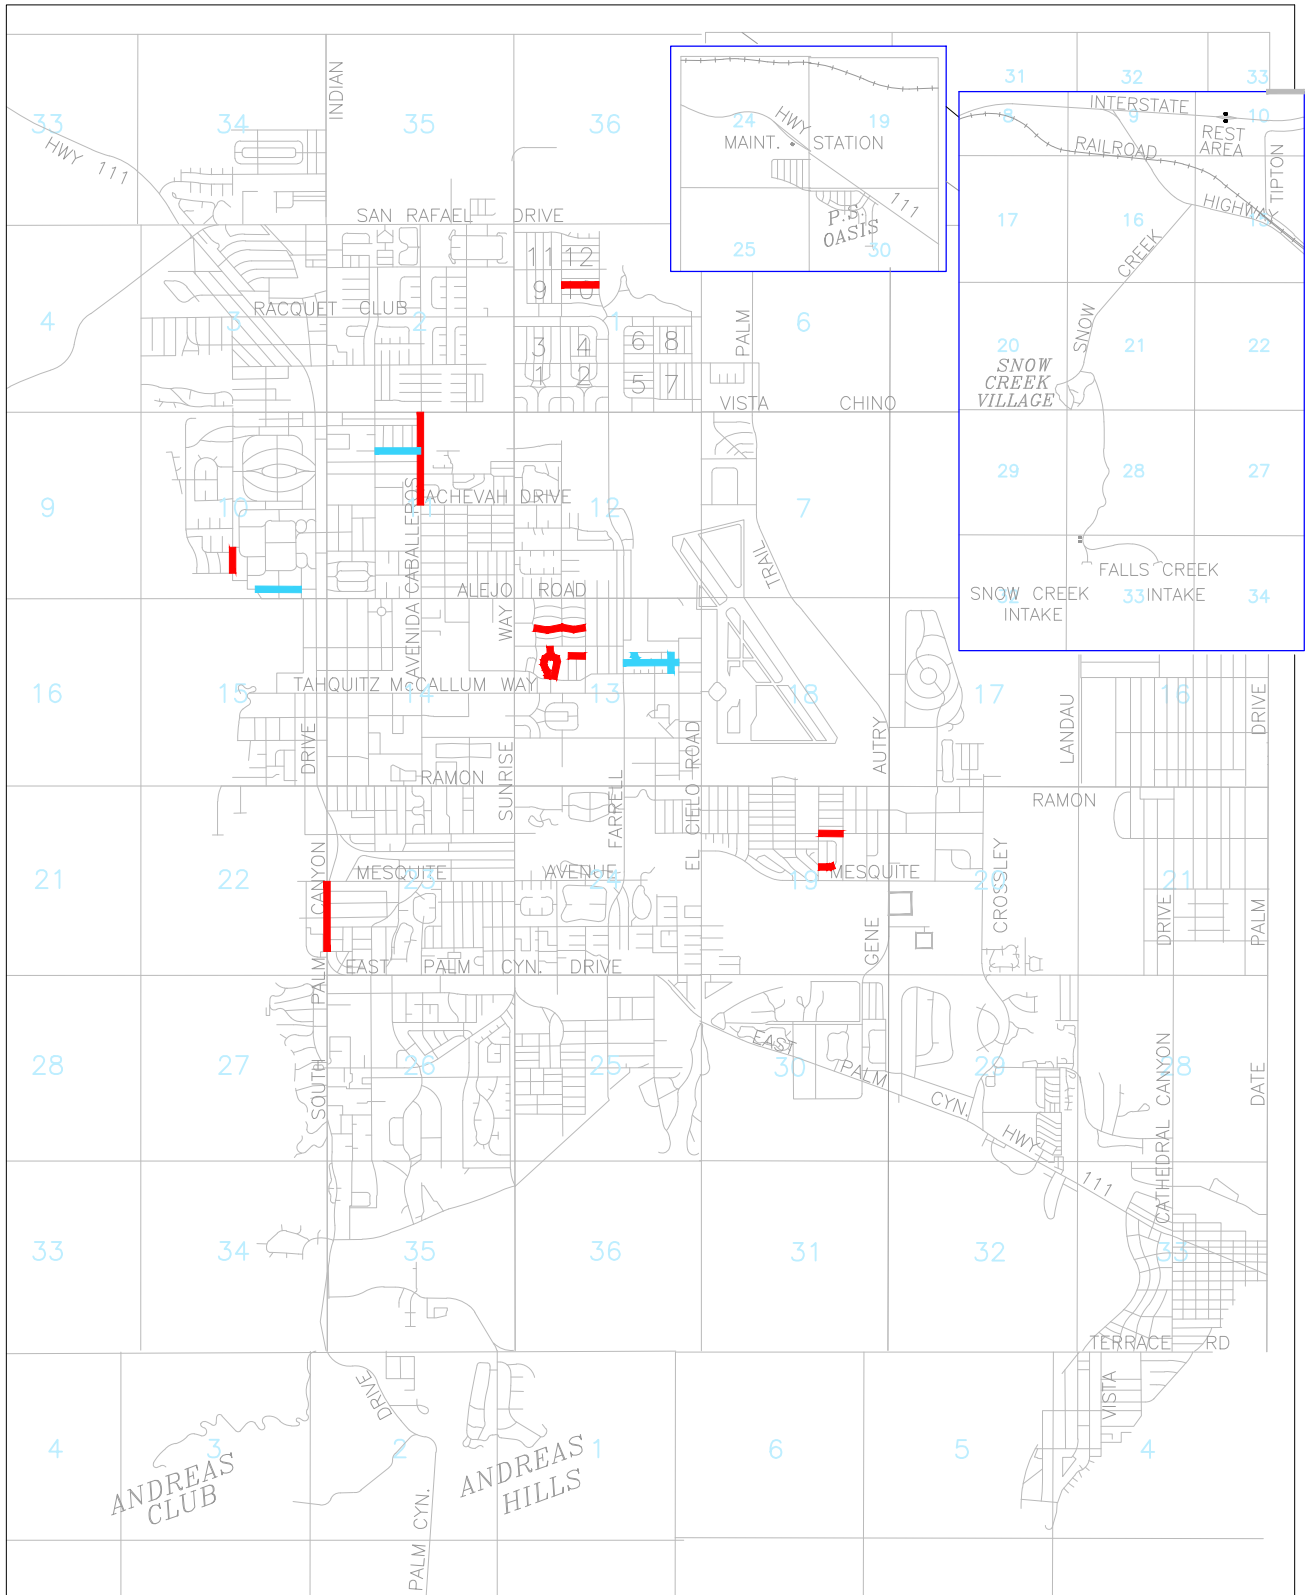 31
32
33
INTERSTATE
8
9
10
REST
AREA
RAILROAD
TIPTON
HIGHWAY
17
16
15
CREEK
SNOW
20
21
22
SNOW
CREEK
VILLAGE
29
28
27
FALLS CREEK
SNOW CREEK
INTAKE
32
33
INTAKE
34
24
HWY
19
MAINT. STATION
111
P.S.
OASIS
25
30
33
34
INDIAN
35
36
HWY 111
SAN RAFAEL DRIVE
11
12
9
10
RACQUET CLUB
4
3
2
1
6
PALM
3
4
6
8
1
2
5
7
VISTA CHINO
9
10
11
ACHEVAH DRIVE
12
7
AVENIDA CABALLEROS
TRAIL
ALEJO ROAD
WAY
16
15
14
TAHQUITZ McCALLUM WAY
13
18
17
16
LANDAU
DRIVE
DRIVE
SUNRISE
EL CIELO ROAD
AUTRY
RAMON
RAMON
FARRELL
21
22
CANYON
MESQUITE
23
AVENUE
24
19
MESQUITE
20
CROSSLEY
21
DRIVE
PALM
GENE
EAST PALM CYN. DRIVE
PALM
SOUTH
28
27
26
25
EAST
30
PALM
CYN.
29
28
CATHEDRAL CANYON
DATE
HWY
111
33
34
35
36
31
32
33
TERRACE RD
DRIVE
VISTA
4
3
2
1
6
5
4
ANDREAS
CLUB
ANDREAS
HILLS
PALM CYN.